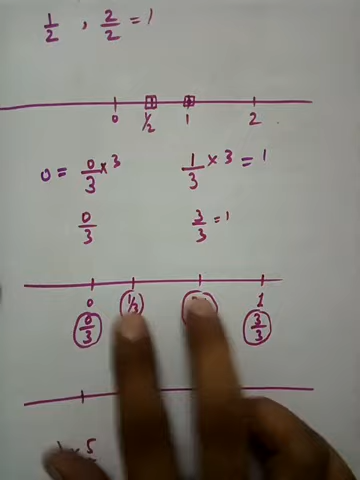 1/2 , 2/2 = 1
0 1/2 1 2
0 = 0/3 × 3 1/3 × 3 = 1
0/3 3/3 = 1
0 1/3 1
0/3 3/3
5